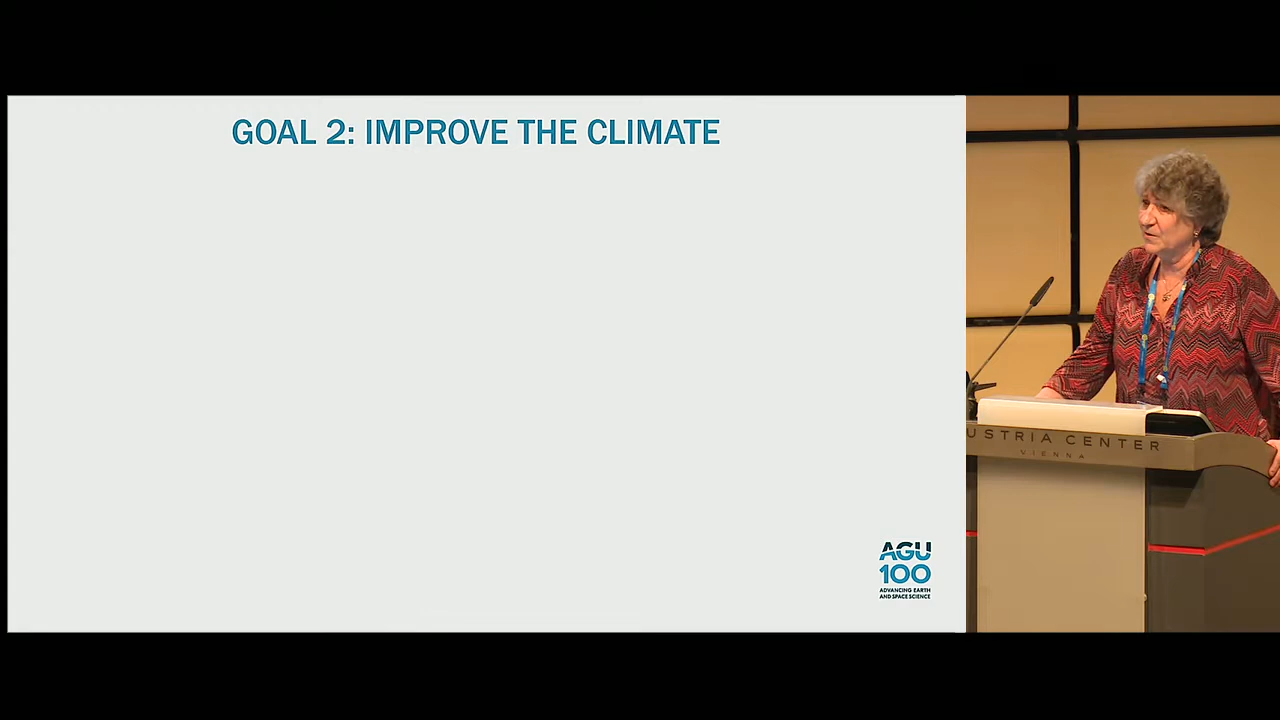 GOAL 2: IMPROVE THE CLIMATE
AGU
100
ADVANCING EARTH
AND SPACE SCIENCE
USTRIA CENTER
VIENNA